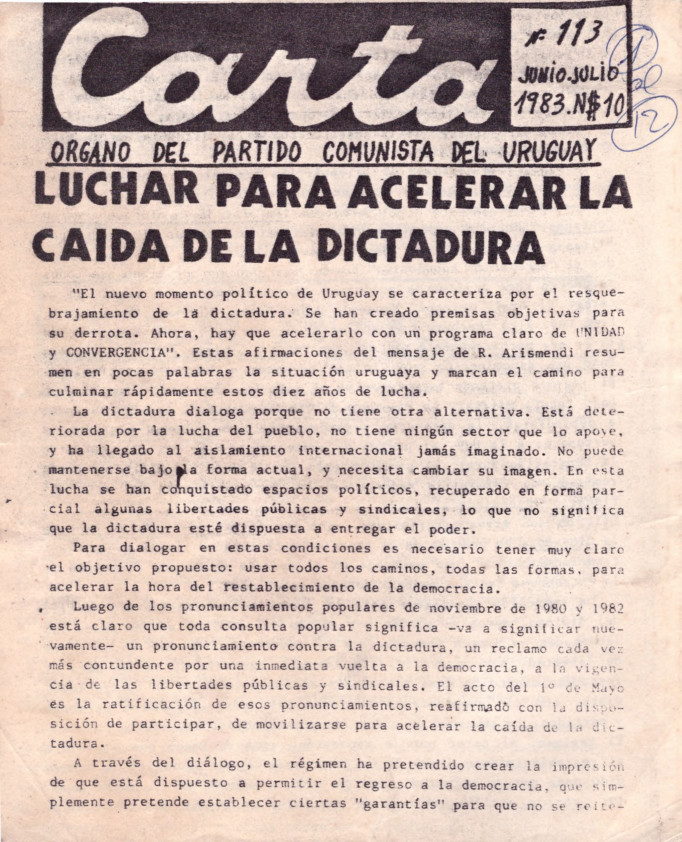 Carta
Nº 113
JUNIO-JULIO
1983. N$10
12
ORGANO DEL PARTIDO COMUNISTA DEL URUGUAY
LUCHAR PARA ACELERAR LA
CAIDA DE LA DICTADURA
"El nuevo momento político de Uruguay se caracteriza por el resque-
brajamiento de la dictadura. Se han creado premisas objetivas para
su derrota. Ahora, hay que acelerarlo con un programa claro de UNIDAD
y CONVERGENCIA". Estas afirmaciones del mensaje de R. Arismendi resu-
men en pocas palabras la situación uruguaya y marcan el camino para
culminar rápidamente estos diez años de lucha.
La dictadura dialoga porque no tiene otra alternativa. Está dete-
riorada por la lucha del pueblo, no tiene ningún sector que lo apoye,
y ha llegado al aislamiento internacional jamás imaginado. No puede
mantenerse bajo la forma actual, y necesita cambiar su imagen. En esta
lucha se han conquistado espacios políticos, recuperado en forma par-
cial algunas libertades públicas y sindicales, lo que no significa
que la dictadura esté dispuesta a entregar el poder.
Para dialogar en estas condiciones es necesario tener muy claro
el objetivo propuesto: usar todos los caminos, todas las formas, para
acelerar la hora del restablecimiento de la democracia.
Luego de los pronunciamientos populares de noviembre de 1980 y 1982
está claro que toda consulta popular significa -va a significar nue-
vamente- un pronunciamiento contra la dictadura, un reclamo cada vez
más contundente por una inmediata vuelta a la democracia, a la vigen-
cia de las libertades públicas y sindicales. El acto del 1º de Mayo
es la ratificación de esos pronunciamientos, reafirmado con la dispo-
sición de participar, de movilizarse para acelerar la caída de la dic-
tadura.
A través del diálogo, el régimen ha pretendido crear la impresión
de que está dispuesto a permitir el regreso a la democracia, que sim-
plemente pretende establecer ciertas "garantías" para que no se reite-